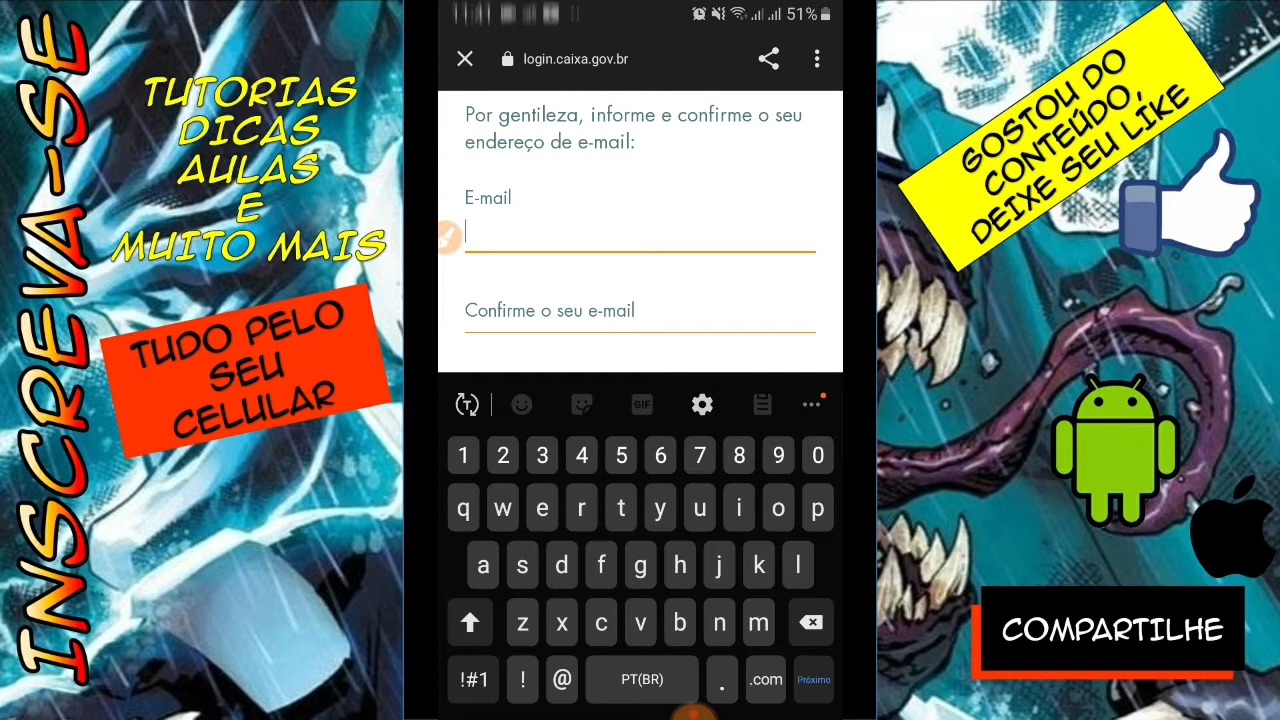 INSCREVA-SE
TUTORIAS
DICAS
AULAS
E
MUITO MAIS
TUDO PELO
SEU
CELULAR
51%
login.caixa.gov.br
Por gentileza, informe e confirme o seu
endereço de e-mail:
E-mail
Confirme o seu e-mail
GIF
1 2 3 4 5 6 7 8 9 0
q w e r t y u i o p
a s d f g h j k l
z x c v b n m
!#1 ! @ PT(BR) . .com Próximo
GOSTOU DO
CONTEÚDO,
DEIXE SEU LIKE
COMPARTILHE